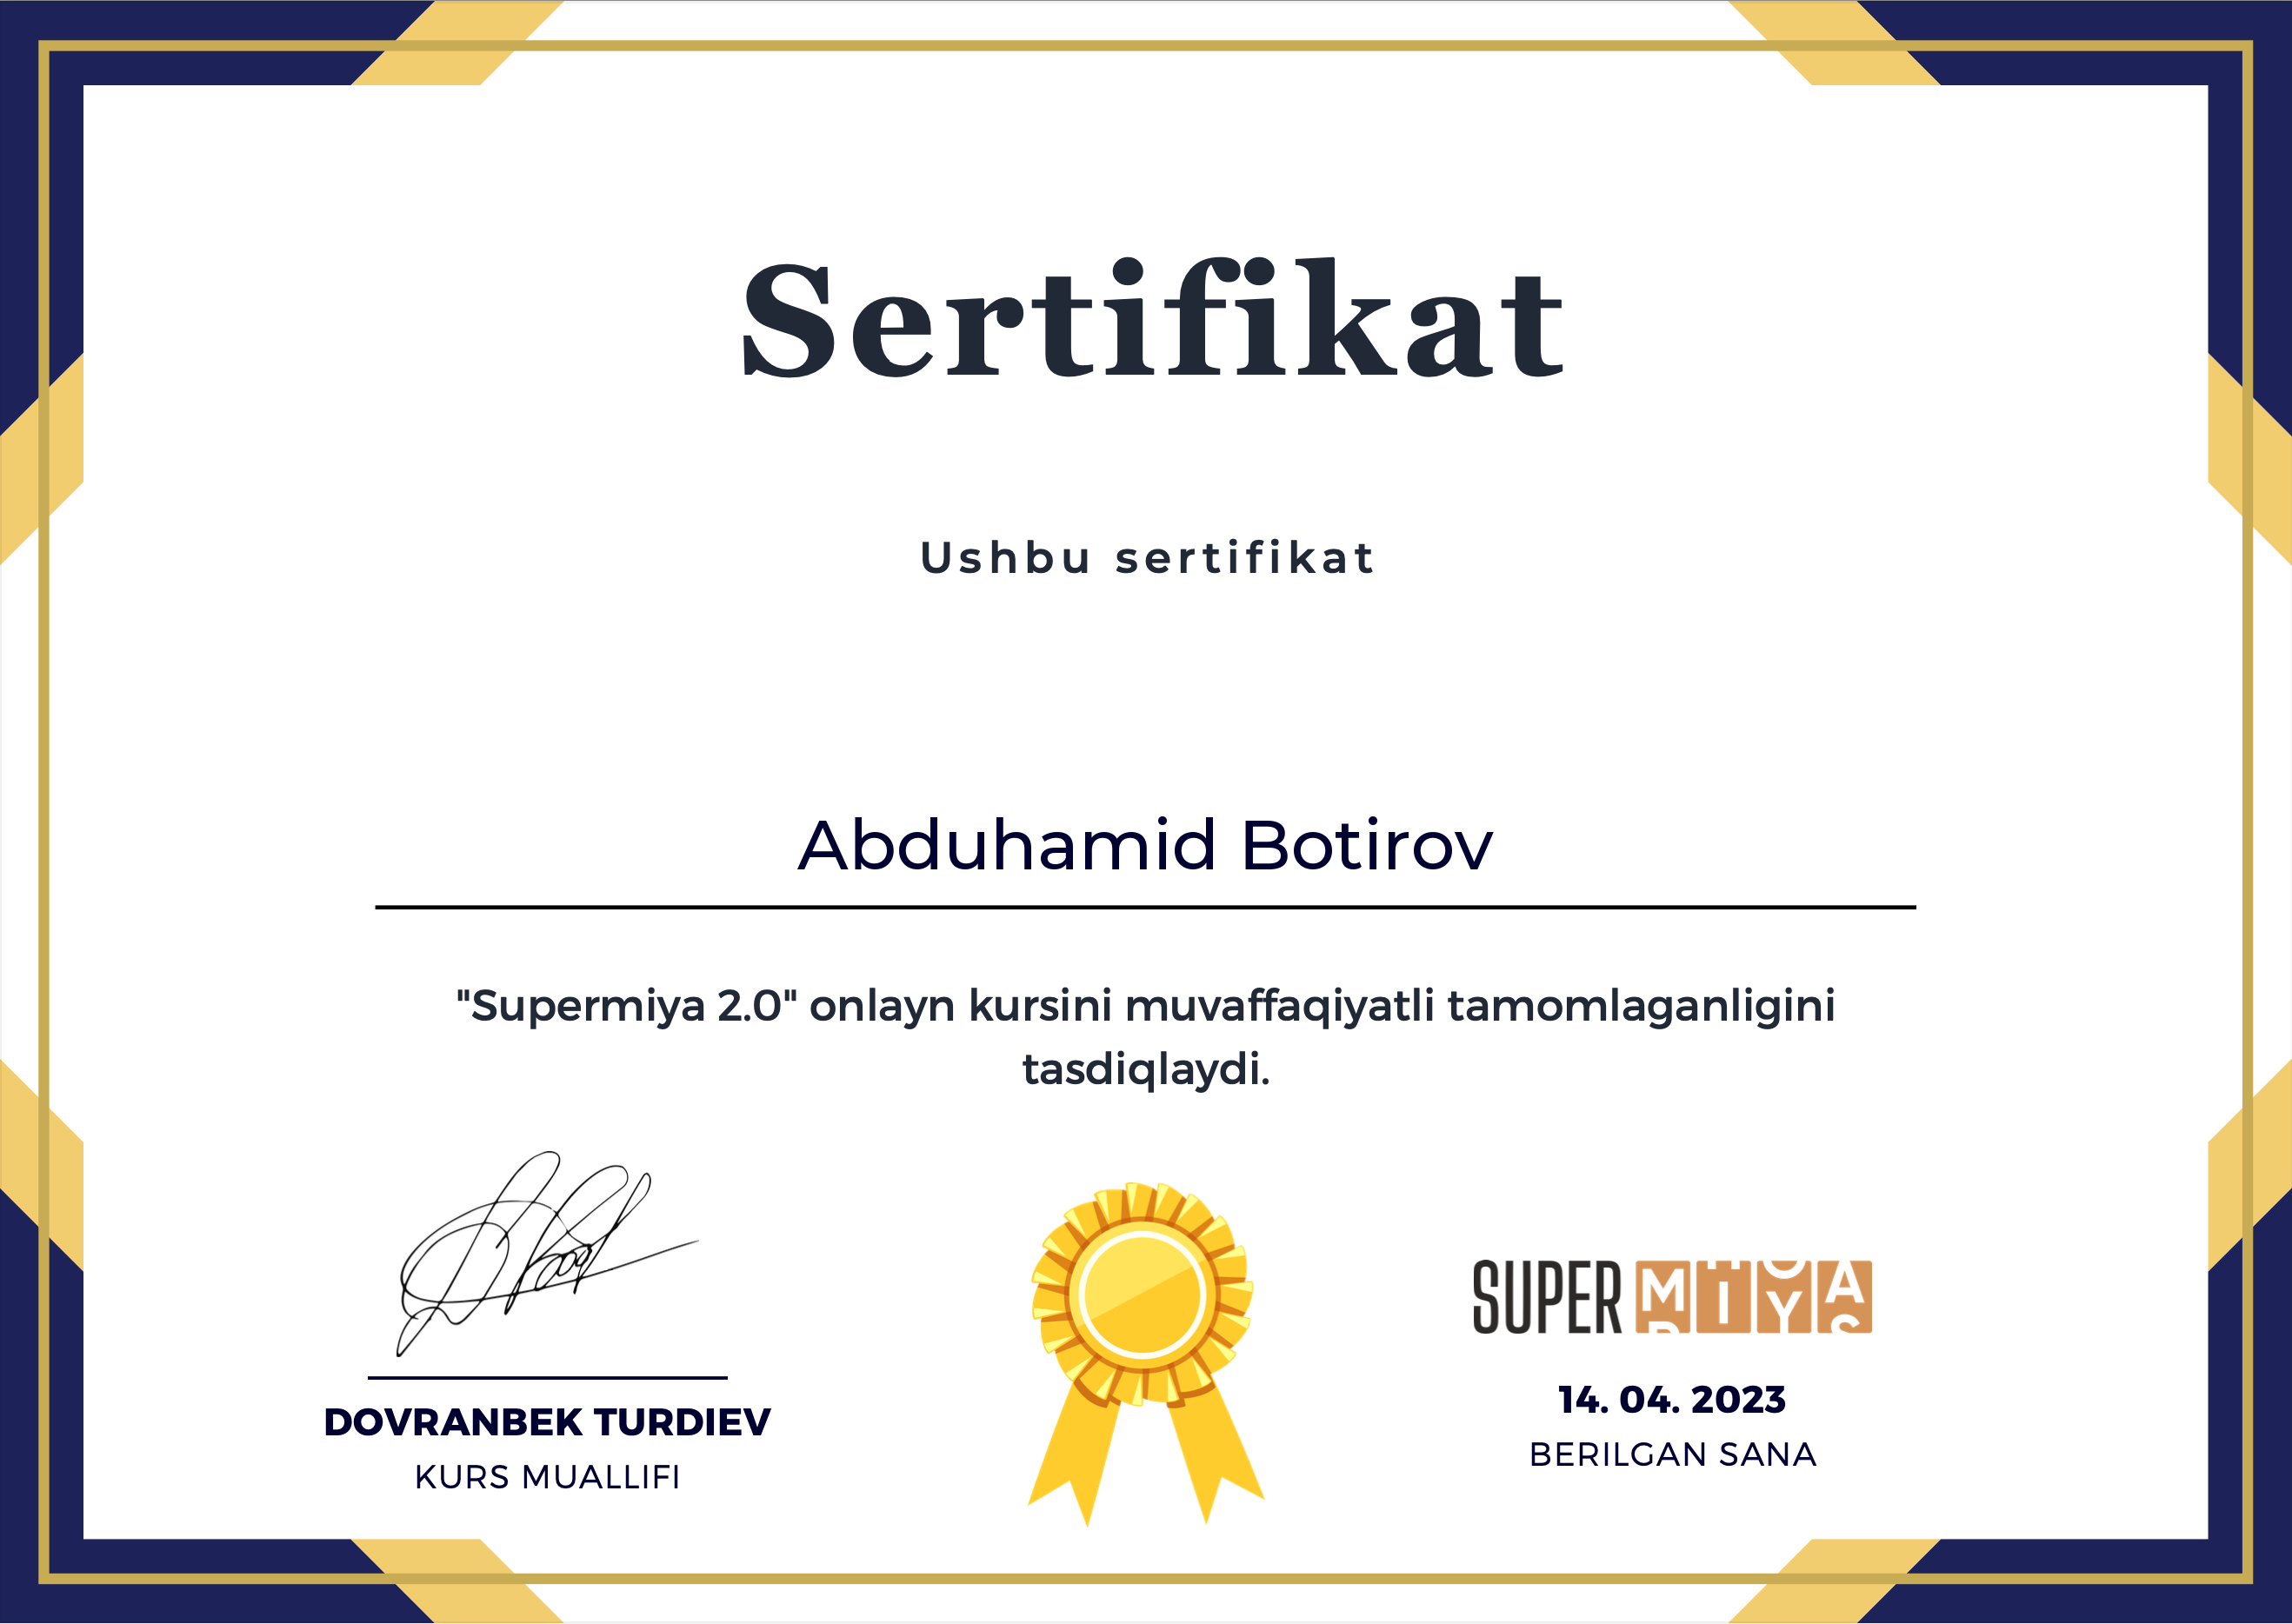 Sertifikat
Ushbu sertifikat
Abduhamid Botirov
"Supermiya 2.0" onlayn kursini muvaffaqiyatli tamomlaganligini
tasdiqlaydi.
SUPER MIYA
DOVRANBEK TURDIEV
KURS MUALLIFI
14. 04. 2023
BERILGAN SANA